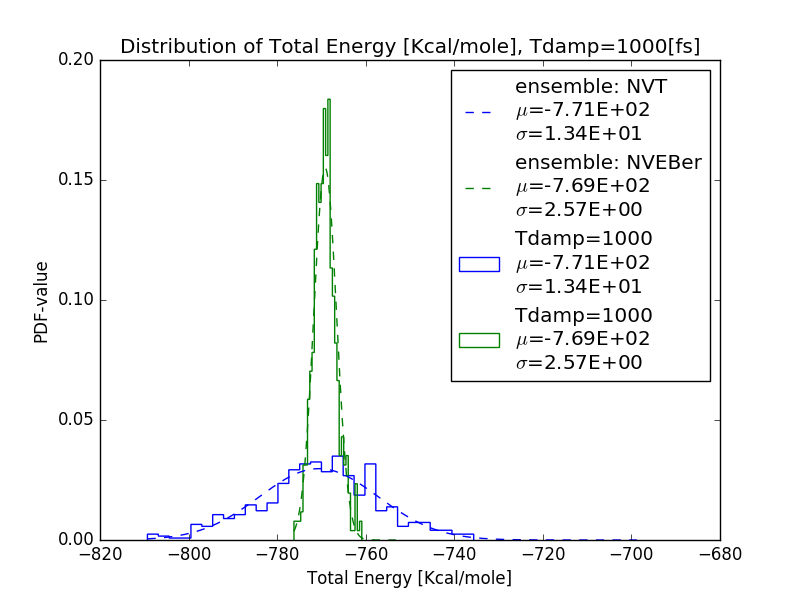 Distribution of Total Energy [Kcal/mole], Tdamp=1000[fs]
0.20
0.15
0.10
0.05
0.00
PDF-value
ensemble: NVT
μ=-7.71E+02
σ=1.34E+01
ensemble: NVEBer
μ=-7.69E+02
σ=2.57E+00
Tdamp=1000
μ=-7.71E+02
σ=1.34E+01
Tdamp=1000
μ=-7.69E+02
σ=2.57E+00
−820 −800 −780 −760 −740 −720 −700 −680
Total Energy [Kcal/mole]